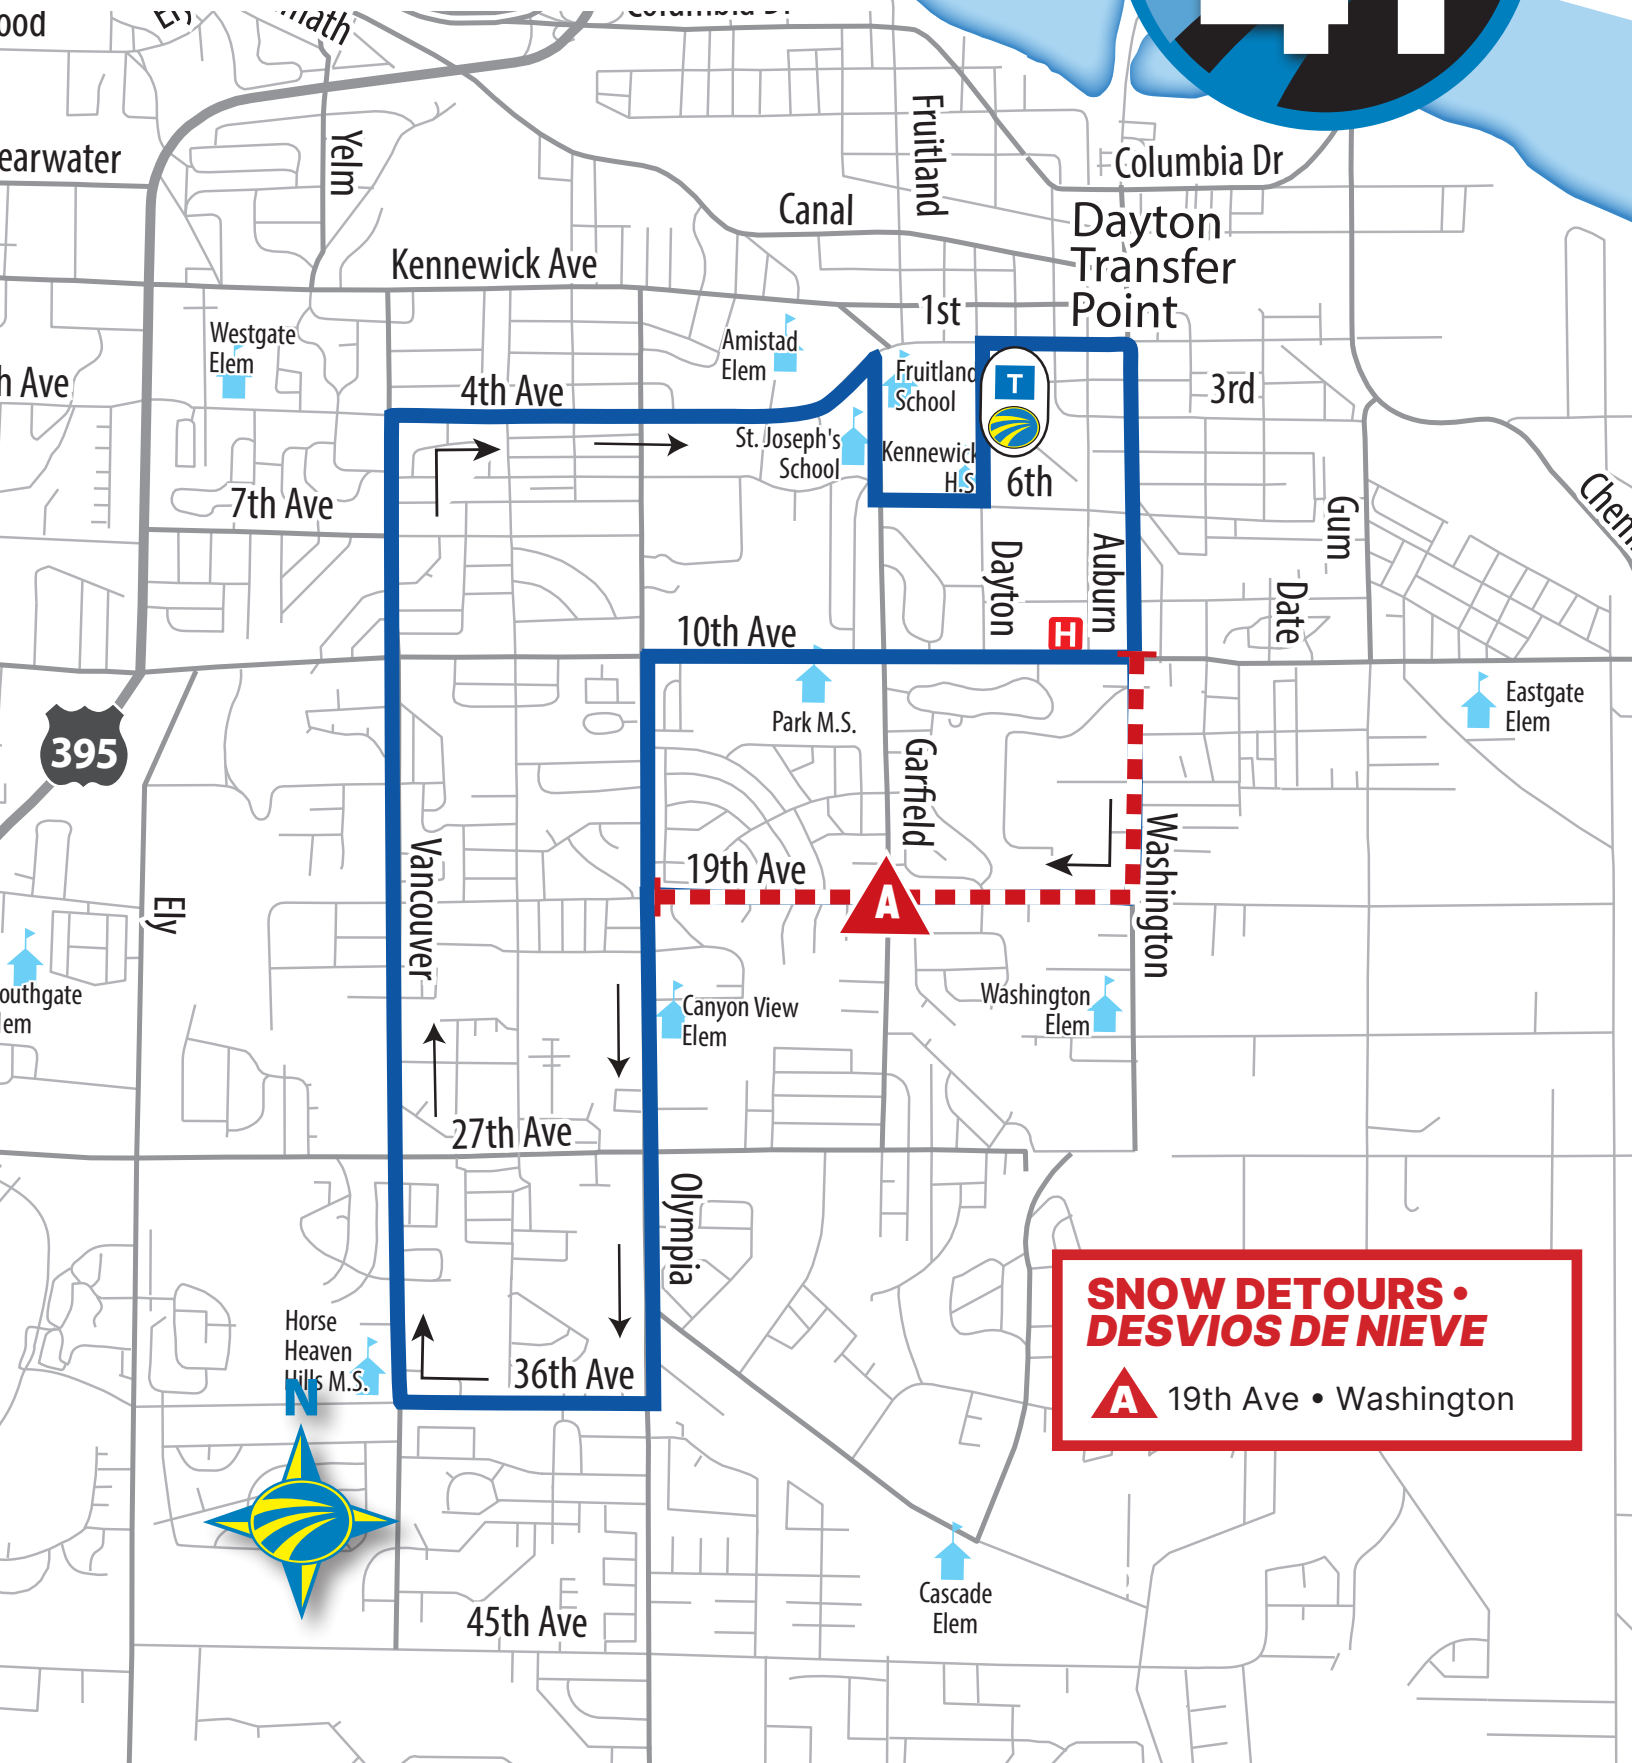 Columbia Dr
Yelm
Fruitland
Columbia Dr
Canal
Dayton
Transfer
Point
Kennewick Ave
1st
Westgate
Elem
Amistad
Elem
Fruitland
School
T
3rd
4th Ave
St. Joseph's
School
Kennewick
H.S
6th
7th Ave
Gum
Dayton
Auburn
Date
10th Ave
H
Park M.S.
Eastgate
Elem
395
Garfield
Vancouver
19th Ave
A
Washington
Ely
Canyon View
Elem
Washington
Elem
27th Ave
Olympia
SNOW DETOURS •
DESVIOS DE NIEVE
A 19th Ave • Washington
Horse
Heaven
Hills M.S.
36th Ave
N
Cascade
Elem
45th Ave